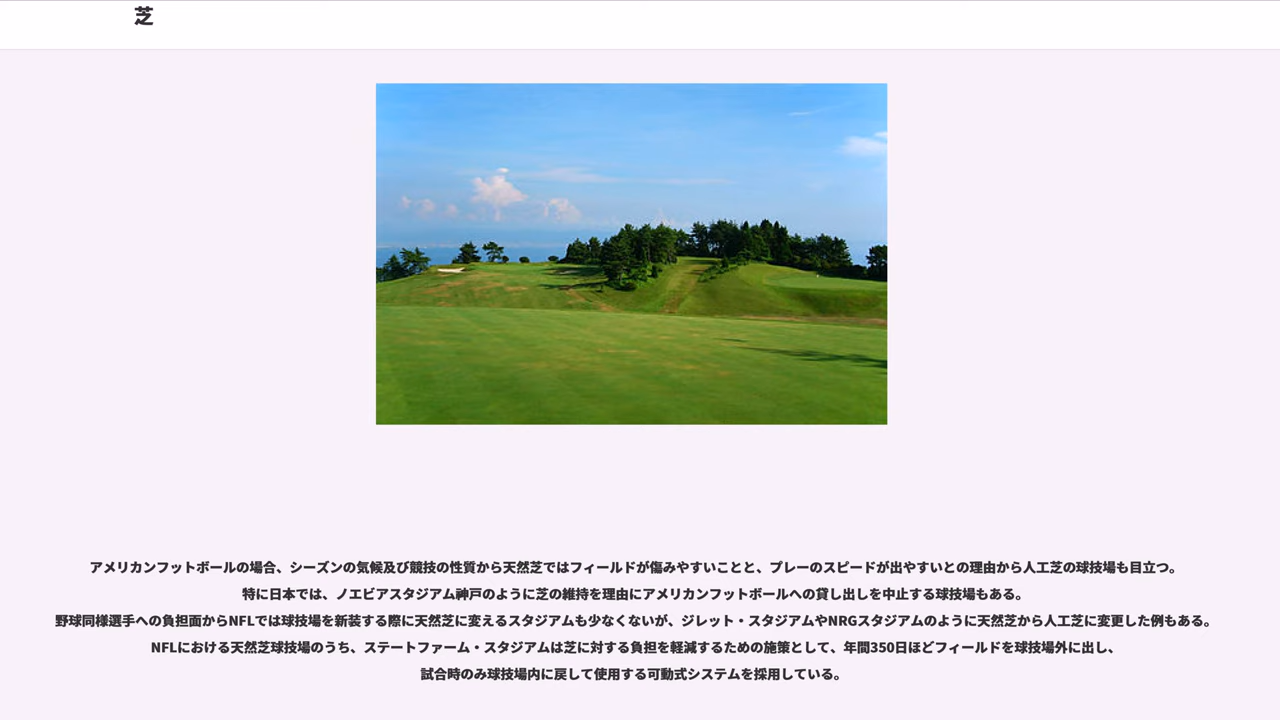 芝
アメリカンフットボールの場合、シーズンの気候及び競技の性質から天然芝ではフィールドが傷みやすいことと、プレーのスピードが出やすいとの理由から人工芝の球技場も目立つ。
特に日本では、ノエビアスタジアム神戸のように芝の維持を理由にアメリカンフットボールへの貸し出しを中止する球技場もある。
野球同様選手への負担面からNFLでは球技場を新装する際に天然芝に変えるスタジアムも少なくないが、ジレット・スタジアムやNRGスタジアムのように天然芝から人工芝に変更した例もある。
NFLにおける天然芝球技場のうち、ステートファーム・スタジアムは芝に対する負担を軽減するための施策として、年間350日ほどフィールドを球技場外に出し、
試合時のみ球技場内に戻して使用する可動式システムを採用している。